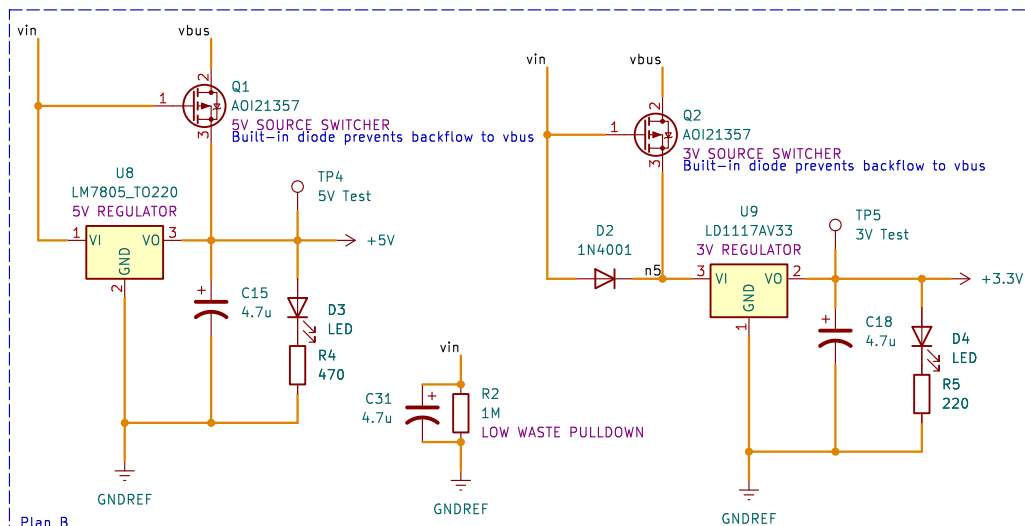 vin
vbus
2
Q1
AOI21357
1
5V SOURCE SWITCHER
Built-in diode prevents backflow to vbus
3
U8
LM7805_TO220
5V REGULATOR
TP4
5V Test
1
VI
VO
3
GND
2
+5V
+
C15
4.7u
D3
LED
R4
470
GNDREF
vin
+
C31
4.7u
R2
1M
LOW WASTE PULLDOWN
GNDREF
vin
vbus
2
Q2
AOI21357
1
3V SOURCE SWITCHER
Built-in diode prevents backflow to vbus
3
U9
LD1117AV33
3V REGULATOR
TP5
3V Test
D2
1N4001
n5
3
VI
VO
2
GND
1
+3.3V
+
C18
4.7u
D4
LED
R5
220
GNDREF
Plan B